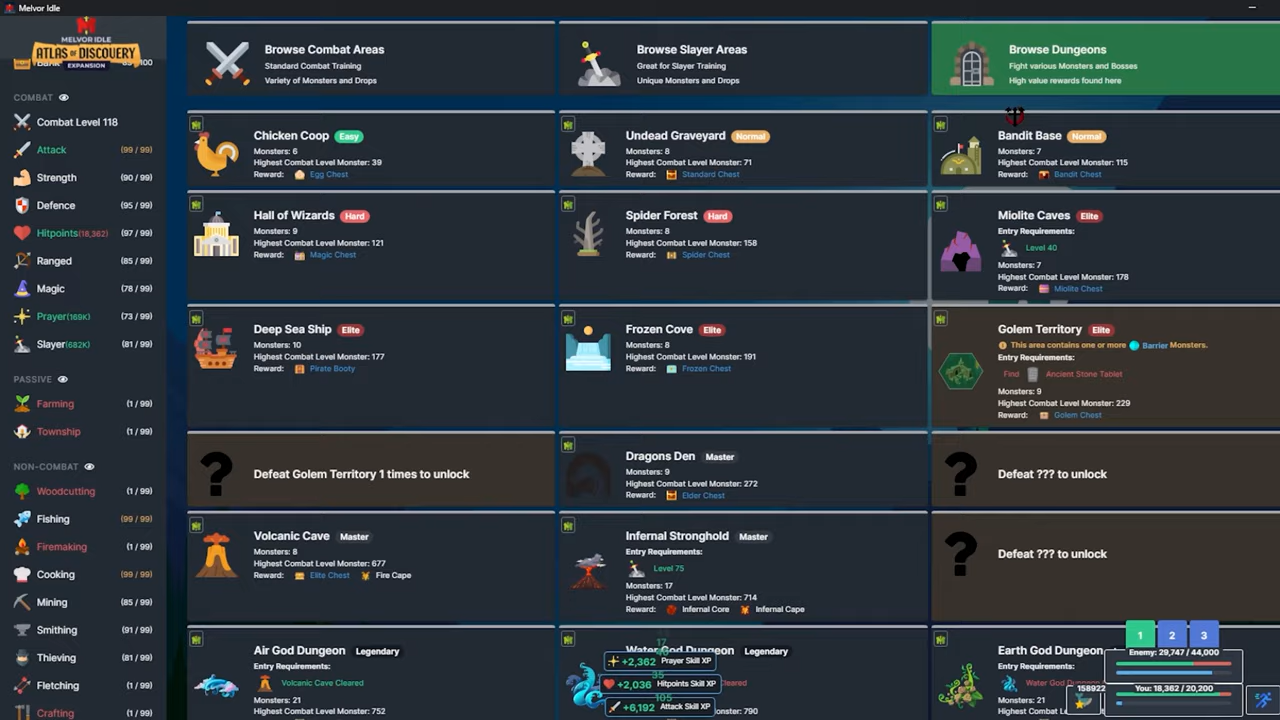 Melvor Idle
MELVOR IDLE
ATLAS OF DISCOVERY
EXPANSION
COMBAT
Combat Level 118
Attack (99 / 99)
Strength (90 / 99)
Defence (95 / 99)
Hitpoints(18,362) (97 / 99)
Ranged (85 / 99)
Magic (78 / 99)
Prayer(169K) (73 / 99)
Slayer(682K) (81 / 99)
PASSIVE
Farming (1 / 99)
Township (1 / 99)
NON-COMBAT
Woodcutting (1 / 99)
Fishing (99 / 99)
Firemaking (1 / 99)
Cooking (99 / 99)
Mining (85 / 99)
Smithing (91 / 99)
Thieving (81 / 99)
Fletching (1 / 99)
Crafting (1 / 99)
Browse Combat Areas
Standard Combat Training
Variety of Monsters and Drops
Browse Slayer Areas
Great for Slayer Training
Unique Monsters and Drops
Browse Dungeons
Fight various Monsters and Bosses
High value rewards found here
Chicken Coop Easy
Monsters: 6
Highest Combat Level Monster: 39
Reward: Egg Chest
Undead Graveyard Normal
Monsters: 8
Highest Combat Level Monster: 71
Reward: Standard Chest
Bandit Base Normal
Monsters: 7
Highest Combat Level Monster: 115
Reward: Bandit Chest
Hall of Wizards Hard
Monsters: 9
Highest Combat Level Monster: 121
Reward: Magic Chest
Spider Forest Hard
Monsters: 8
Highest Combat Level Monster: 158
Reward: Spider Chest
Miolite Caves Elite
Entry Requirements:
Level 40
Monsters: 7
Highest Combat Level Monster: 178
Reward: Miolite Chest
Deep Sea Ship Elite
Monsters: 10
Highest Combat Level Monster: 177
Reward: Pirate Booty
Frozen Cove Elite
Monsters: 8
Highest Combat Level Monster: 191
Reward: Frozen Chest
Golem Territory Elite
This area contains one or more Barrier Monsters.
Entry Requirements:
Find Ancient Stone Tablet
Monsters: 9
Highest Combat Level Monster: 229
Reward: Golem Chest
? Defeat Golem Territory 1 times to unlock
Dragons Den Master
Monsters: 9
Highest Combat Level Monster: 272
Reward: Elder Chest
? Defeat ??? to unlock
Volcanic Cave Master
Monsters: 8
Highest Combat Level Monster: 677
Reward: Elite Chest Fire Cape
Infernal Stronghold Master
Entry Requirements:
Level 75
Monsters: 17
Highest Combat Level Monster: 714
Reward: Infernal Core Infernal Cape
? Defeat ??? to unlock
Air God Dungeon Legendary
Entry Requirements:
Volcanic Cave Cleared
Monsters: 21
Highest Combat Level Monster: 752
Water God Dungeon Legendary
Cleared
790
Earth God Dungeon
Entry Requirements:
Water God
Monsters: 21
Highest Combat Level
+2,362 Prayer Skill XP
+2,036 Hitpoints Skill XP
+6,192 Attack Skill XP
1 2 3
Enemy: 29,747 / 44,000
158922
You: 18,362 / 20,200